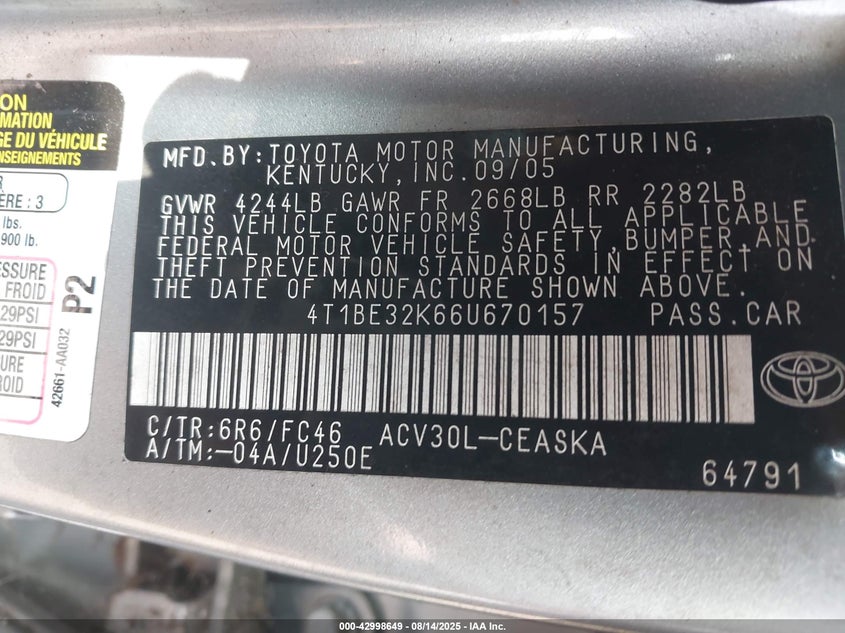 ON
MATION
GE DU VÉHICULE
NSEIGNEMENTS
R
ÈRE : 3
lbs.
900 lb.
ESSURE
FROID
29PSI
29PSI
RE
ROID
P2
42661-AA032
MFD.BY:TOYOTA MOTOR MANUFACTURING,
KENTUCKY,INC.09/05
GVWR 4244LB GAWR FR 2668LB RR 2282LB
THIS VEHICLE CONFORMS TO ALL APPLICABLE
FEDERAL MOTOR VEHICLE SAFETY,BUMPER,AND
THEFT PREVENTION STANDARDS IN EFFECT ON
THE DATE OF MANUFACTURE SHOWN ABOVE.
4T1BE32K66U670157 PASS.CAR
C/TR:6R6/FC46 ACV30L-CEASKA
A/TM:-04A/U250E
64791
000-42998649 - 08/14/2025 - IAA Inc.